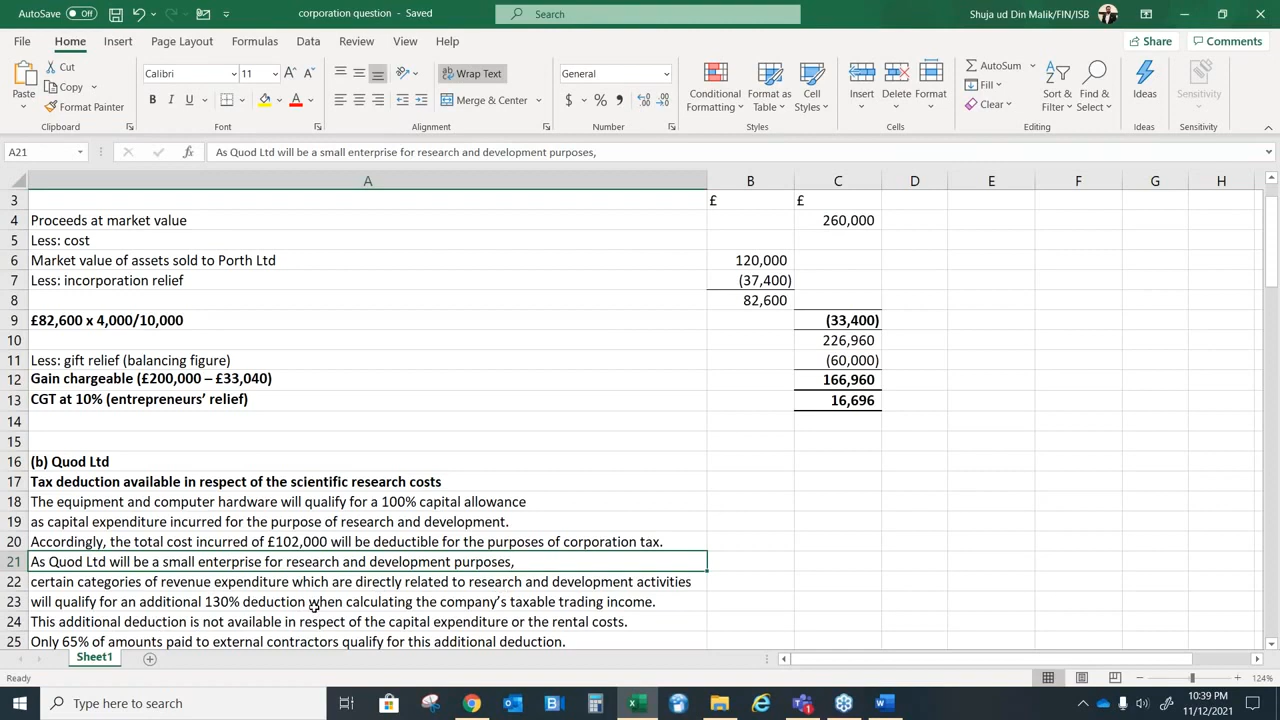 AutoSave Off corporation question - Saved Search Shuja ud Din Malik/FIN/ISB
File Home Insert Page Layout Formulas Data Review View Help Share Comments
Paste Cut Copy Format Painter Calibri 11 Wrap Text Merge & Center General Conditional Formatting Format as Table Cell Styles Insert Delete Format AutoSum Fill Clear Sort & Filter Find & Select Ideas Sensitivity
Clipboard Font Alignment Number Styles Cells Editing Ideas Sensitivity
A21 fx As Quod Ltd will be a small enterprise for research and development purposes,
A B C D E F G H
3 £ £
4 Proceeds at market value 260,000
5 Less: cost
6 Market value of assets sold to Porth Ltd 120,000
7 Less: incorporation relief (37,400)
8 82,600
9 £82,600 x 4,000/10,000 (33,400)
10 226,960
11 Less: gift relief (balancing figure) (60,000)
12 Gain chargeable (£200,000 – £33,040) 166,960
13 CGT at 10% (entrepreneurs’ relief) 16,696
14
15
16 (b) Quod Ltd
17 Tax deduction available in respect of the scientific research costs
18 The equipment and computer hardware will qualify for a 100% capital allowance
19 as capital expenditure incurred for the purpose of research and development.
20 Accordingly, the total cost incurred of £102,000 will be deductible for the purposes of corporation tax.
21 As Quod Ltd will be a small enterprise for research and development purposes,
22 certain categories of revenue expenditure which are directly related to research and development activities
23 will qualify for an additional 130% deduction when calculating the company’s taxable trading income.
24 This additional deduction is not available in respect of the capital expenditure or the rental costs.
25 Only 65% of amounts paid to external contractors qualify for this additional deduction.
Sheet1
Ready 124%
Type here to search 10:39 PM
11/12/2021